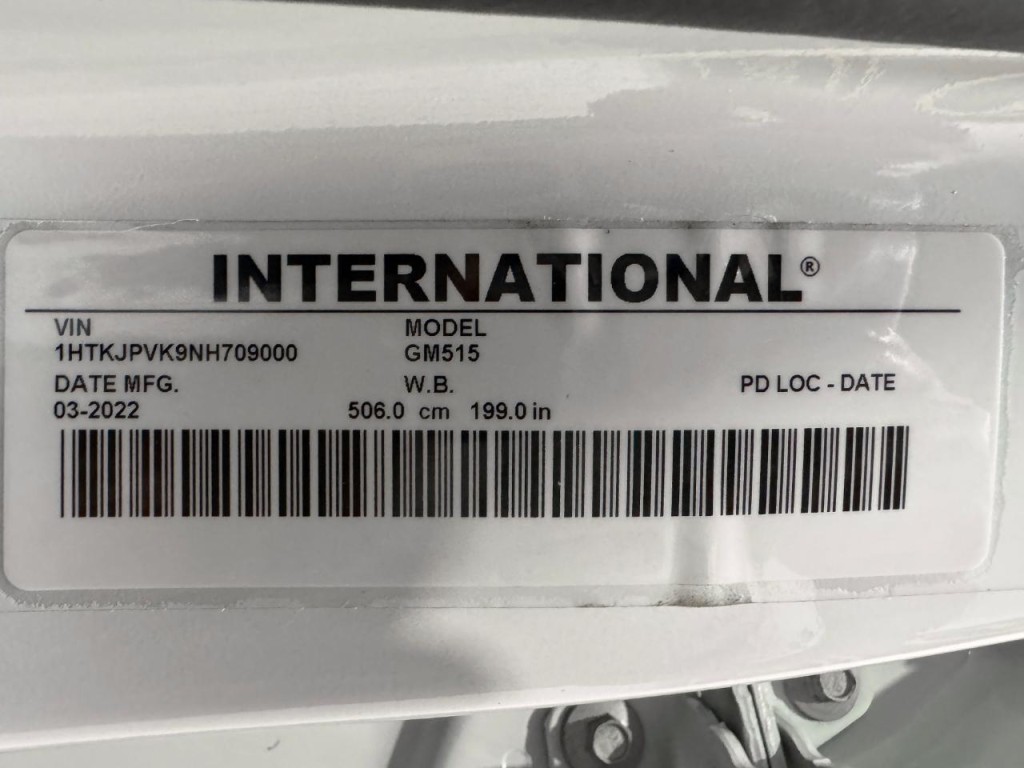 INTERNATIONAL®
VIN MODEL
1HTKJPVK9NH709000 GM515
DATE MFG. W.B. PD LOC - DATE
03-2022 506.0 cm 199.0 in